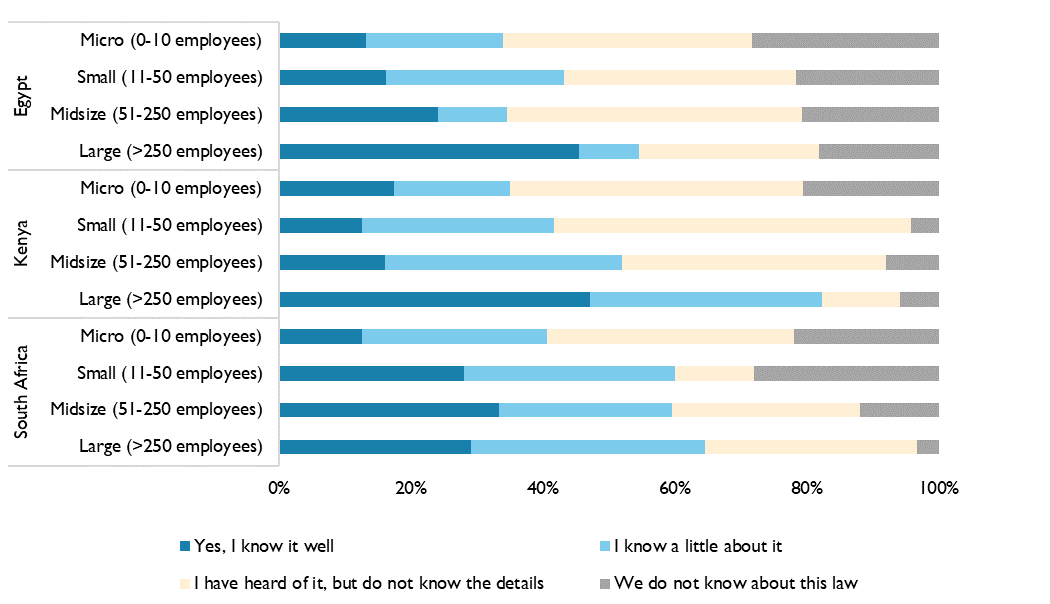 Egypt
Micro (0-10 employees)
Small (11-50 employees)
Midsize (51-250 employees)
Large (>250 employees)
Kenya
Micro (0-10 employees)
Small (11-50 employees)
Midsize (51-250 employees)
Large (>250 employees)
South Africa
Micro (0-10 employees)
Small (11-50 employees)
Midsize (51-250 employees)
Large (>250 employees)
0% 20% 40% 60% 80% 100%
Yes, I know it well I know a little about it
I have heard of it, but do not know the details We do not know about this law